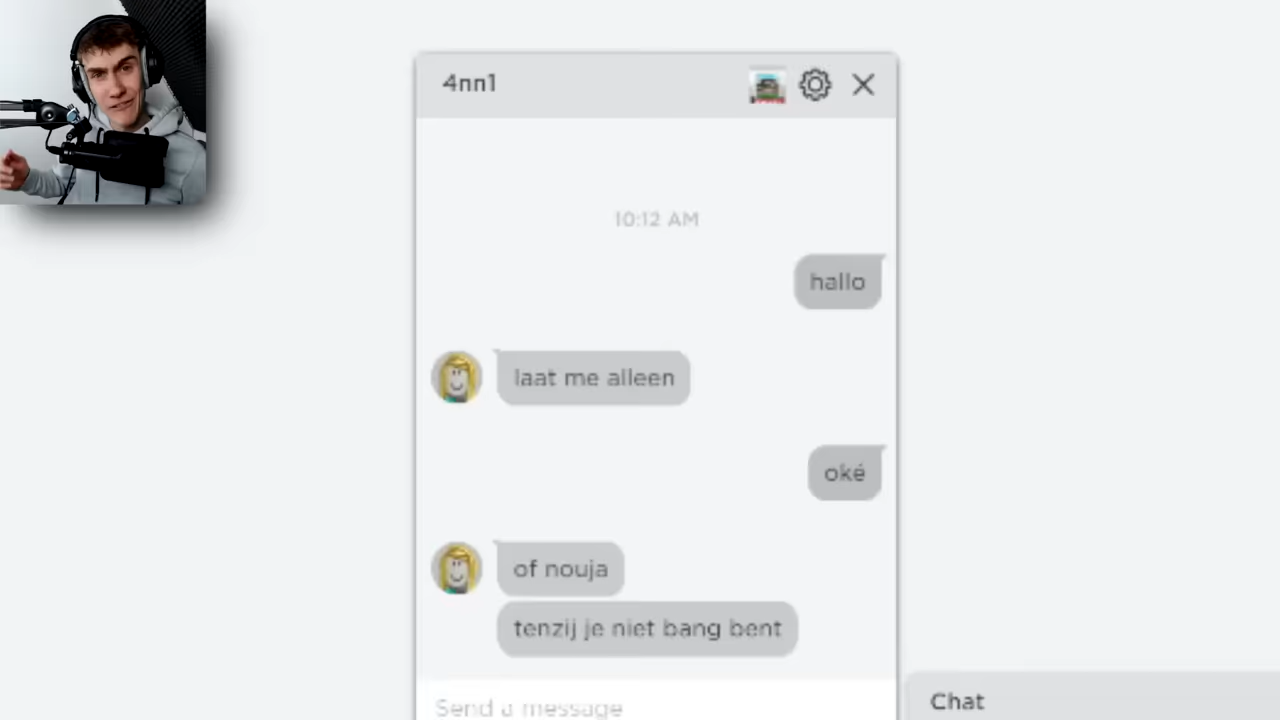 4nn1
10:12 AM
hallo
laat me alleen
oké
of nouja
tenzij je niet bang bent
Send a message
Chat